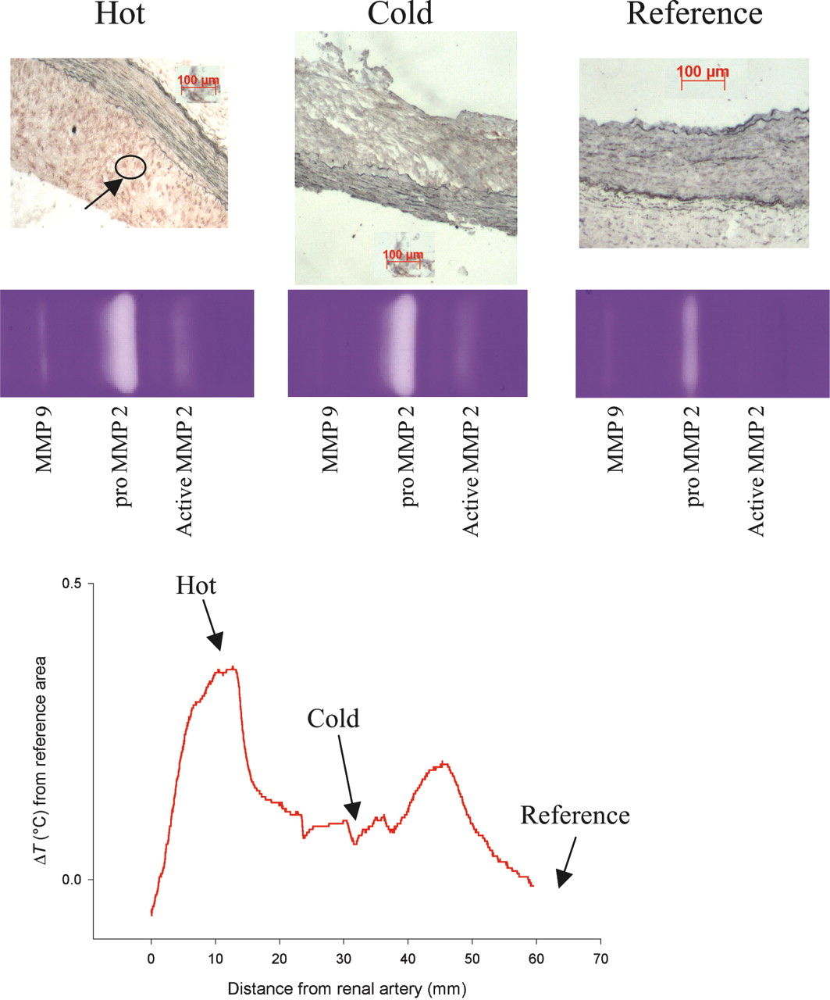 Hot
Cold
Reference
100 µm
100 µm
100 µm
MMP 9
pro MMP 2
Active MMP 2
MMP 9
pro MMP 2
Active MMP 2
MMP 9
pro MMP 2
Active MMP 2
0.5
0.0
ΔT (°C) from reference area
Hot
Cold
Reference
0 10 20 30 40 50 60 70
Distance from renal artery (mm)